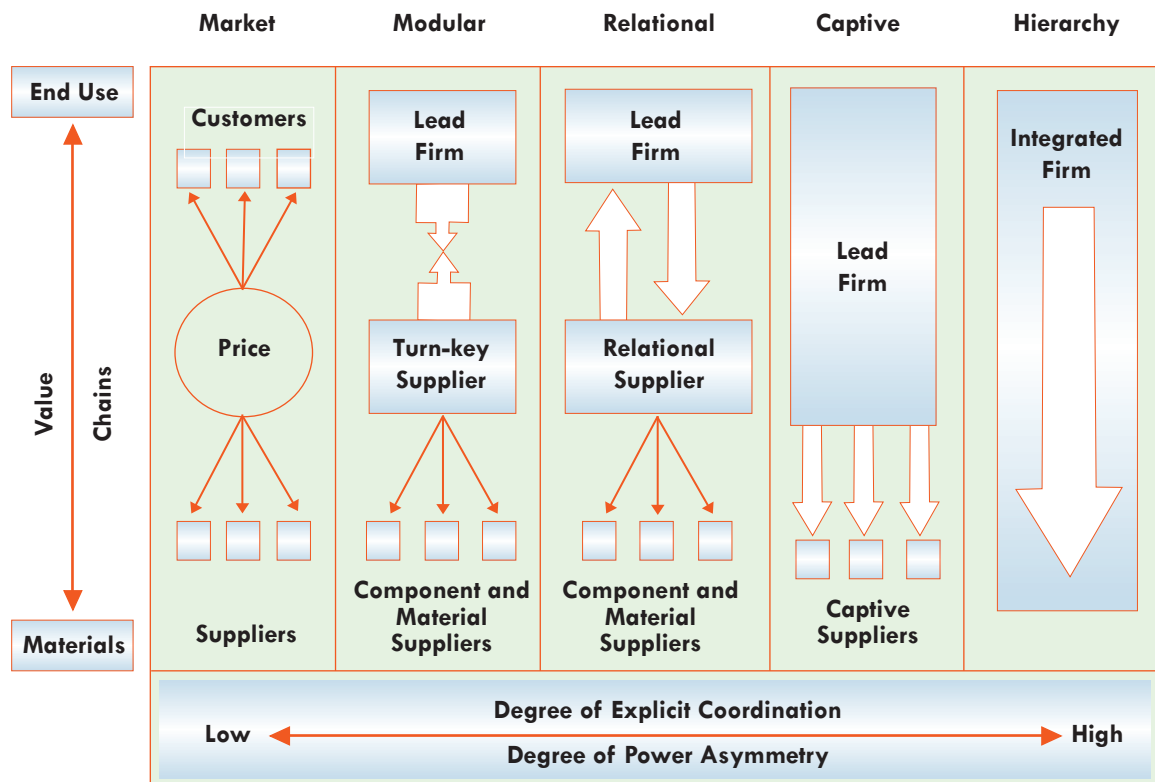 Market
Modular
Relational
Captive
Hierarchy
End Use
Value
Chains
Materials
Customers
Price
Suppliers
Lead
Firm
Turn-key
Supplier
Component and
Material
Suppliers
Lead
Firm
Relational
Supplier
Component and
Material
Suppliers
Lead
Firm
Captive
Suppliers
Integrated
Firm
Degree of Explicit Coordination
Low
High
Degree of Power Asymmetry